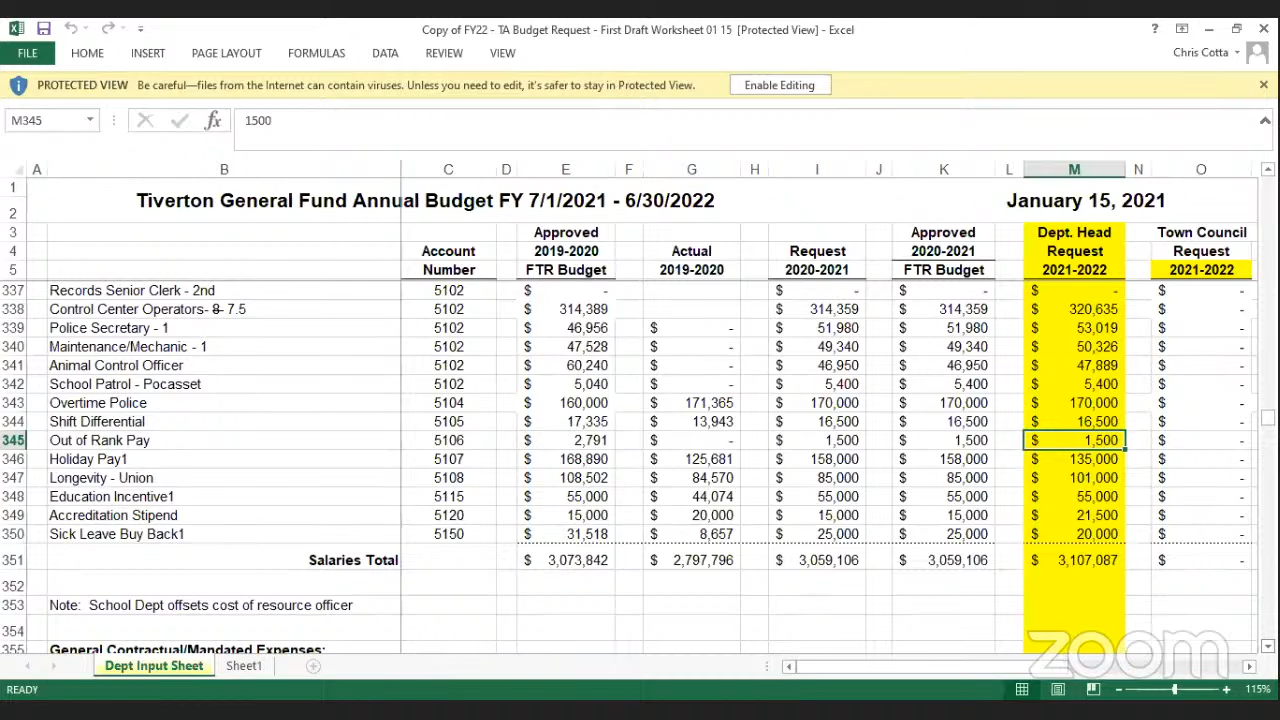 Copy of FY22 - TA Budget Request - First Draft Worksheet 01 15 [Protected View] - Excel
FILE HOME INSERT PAGE LAYOUT FORMULAS DATA REVIEW VIEW Chris Cotta
PROTECTED VIEW Be careful—files from the Internet can contain viruses. Unless you need to edit, it's safer to stay in Protected View. Enable Editing
M345 fx 1500
A B C D E F G H I J K L M N O
1 Tiverton General Fund Annual Budget FY 7/1/2021 - 6/30/2022 January 15, 2021
2
3 Approved Approved Dept. Head Town Council
4 Account 2019-2020 Actual Request 2020-2021 Request Request
5 Number FTR Budget 2019-2020 2020-2021 FTR Budget 2021-2022 2021-2022
337 Records Senior Clerk - 2nd 5102 $ - $ - $ - $ - $ -
338 Control Center Operators- 8- 7.5 5102 $ 314,389 $ 314,359 $ 314,359 $ 320,635 $ -
339 Police Secretary - 1 5102 $ 46,956 $ - $ 51,980 $ 51,980 $ 53,019 $ -
340 Maintenance/Mechanic - 1 5102 $ 47,528 $ - $ 49,340 $ 49,340 $ 50,326 $ -
341 Animal Control Officer 5102 $ 60,240 $ - $ 46,950 $ 46,950 $ 47,889 $ -
342 School Patrol - Pocasset 5102 $ 5,040 $ - $ 5,400 $ 5,400 $ 5,400 $ -
343 Overtime Police 5104 $ 160,000 $ 171,365 $ 170,000 $ 170,000 $ 170,000 $ -
344 Shift Differential 5105 $ 17,335 $ 13,943 $ 16,500 $ 16,500 $ 16,500 $ -
345 Out of Rank Pay 5106 $ 2,791 $ - $ 1,500 $ 1,500 $ 1,500 $ -
346 Holiday Pay1 5107 $ 168,890 $ 125,681 $ 158,000 $ 158,000 $ 135,000 $ -
347 Longevity - Union 5108 $ 108,502 $ 84,570 $ 85,000 $ 85,000 $ 101,000 $ -
348 Education Incentive1 5115 $ 55,000 $ 44,074 $ 55,000 $ 55,000 $ 55,000 $ -
349 Accreditation Stipend 5120 $ 15,000 $ 20,000 $ 15,000 $ 15,000 $ 21,500 $ -
350 Sick Leave Buy Back1 5150 $ 31,518 $ 8,657 $ 25,000 $ 25,000 $ 20,000 $ -
351 Salaries Total $ 3,073,842 $ 2,797,796 $ 3,059,106 $ 3,059,106 $ 3,107,087 $ -
352
353 Note: School Dept offsets cost of resource officer
354
355 General Contractual/Mandated Expenses:
zoom
Dept Input Sheet Sheet1
READY 115%